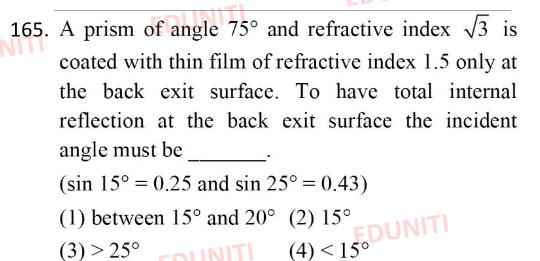 165. A prism of angle 75° and refractive index √3 is
coated with thin film of refractive index 1.5 only at
the back exit surface. To have total internal
reflection at the back exit surface the incident
angle must be _______.
(sin 15° = 0.25 and sin 25° = 0.43)
(1) between 15° and 20° (2) 15°
(3) > 25° (4) < 15°
EDUNITI
NITI
EDUNITI
EDUNITI